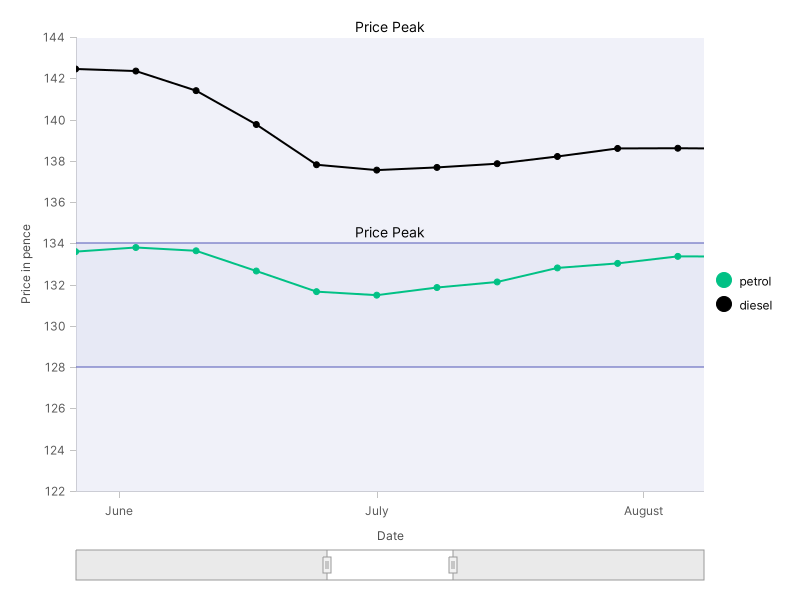 Price Peak
144
142
140
138
136
134
132
130
128
126
124
122
Price in pence
Price Peak
petrol
diesel
June July August
Date